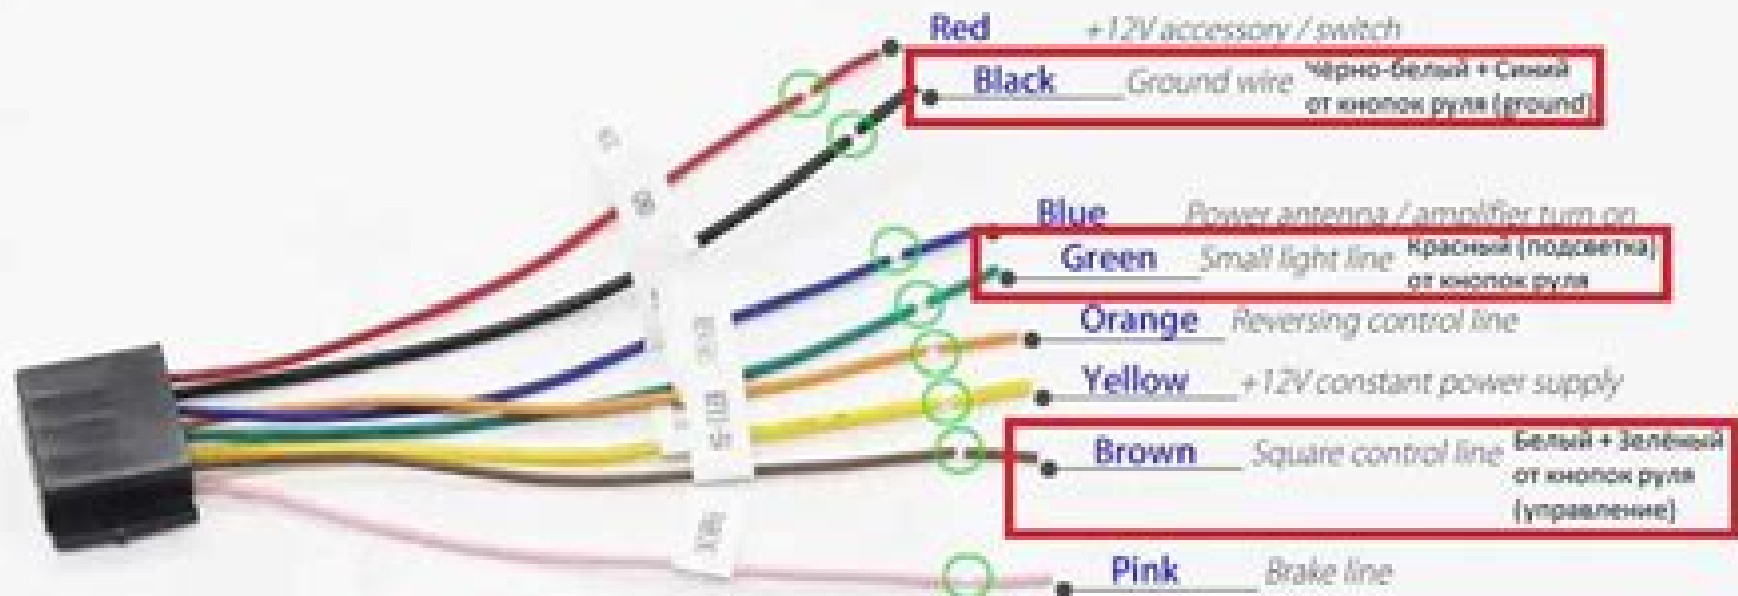 Red +12V accessory / switch
Black Ground wire Чёрно-белый + Синий
от кнопок руля (ground)
Blue Power antenna / amplifier turn on
Green Small light line Красный (подсветка)
от кнопок руля
Orange Reversing control line
Yellow +12V constant power supply
Brown Square control line Белый + Зелёный
от кнопок руля
(управление)
Pink Brake line